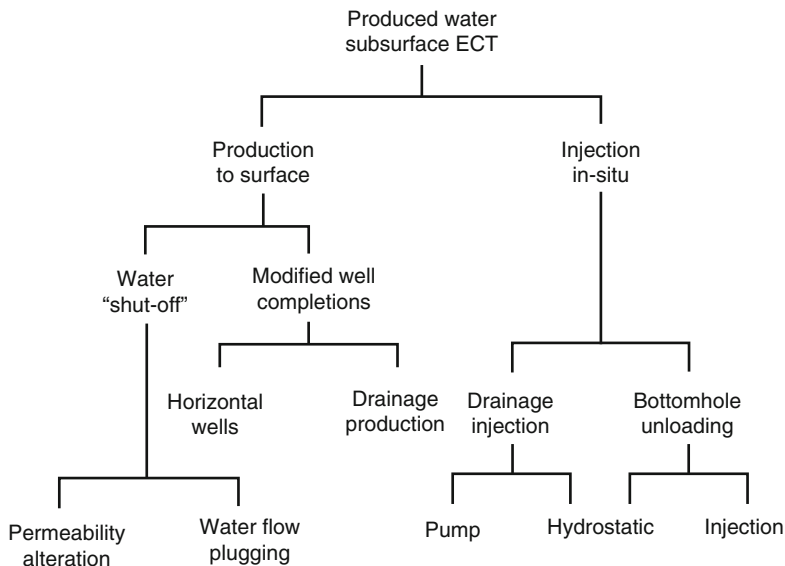 Produced water
subsurface ECT
Production
to surface
Injection
in-situ
Water
“shut-off”
Modified well
completions
Horizontal
wells
Drainage
production
Drainage
injection
Bottomhole
unloading
Permeability
alteration
Water flow
plugging
Pump
Hydrostatic
Injection